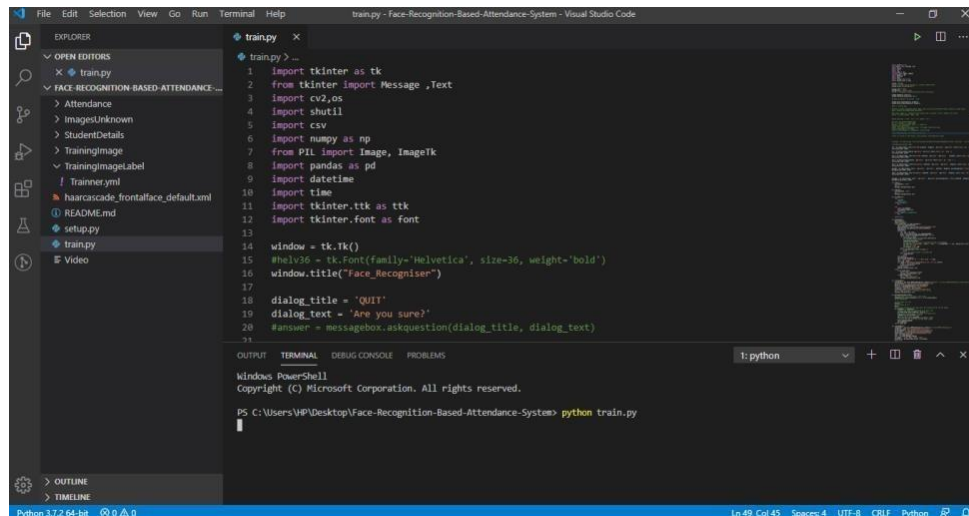 File Edit Selection View Go Run Terminal Help train.py - Face-Recognition-Based-Attendance-System - Visual Studio Code
EXPLORER
OPEN EDITORS
train.py
FACE-RECOGNITION-BASED-ATTENDANCE-...
Attendance
ImagesUnknown
StudentDetails
TrainingImage
TrainingImageLabel
Trainner.yml
haarcascade_frontalface_default.xml
README.md
setup.py
train.py
Video
OUTLINE
TIMELINE
train.py
train.py > ...
1 import tkinter as tk
2 from tkinter import Message ,Text
3 import cv2,os
4 import shutil
5 import csv
6 import numpy as np
7 from PIL import Image, ImageTk
8 import pandas as pd
9 import datetime
10 import time
11 import tkinter.ttk as ttk
12 import tkinter.font as font
13
14 window = tk.Tk()
15 #helv36 = tk.Font(family='Helvetica', size=36, weight='bold')
16 window.title("Face_Recogniser")
17
18 dialog_title = 'QUIT'
19 dialog_text = 'Are you sure?'
20 #answer = messagebox.askquestion(dialog_title, dialog_text)
21
OUTPUT TERMINAL DEBUG CONSOLE PROBLEMS 1: python
Windows PowerShell
Copyright (C) Microsoft Corporation. All rights reserved.
PS C:\Users\HP\Desktop\Face-Recognition-Based-Attendance-System> python train.py
Python 3.7.2 64-bit 0 0 Ln 49, Col 45 Spaces: 4 UTF-8 CRLF Python